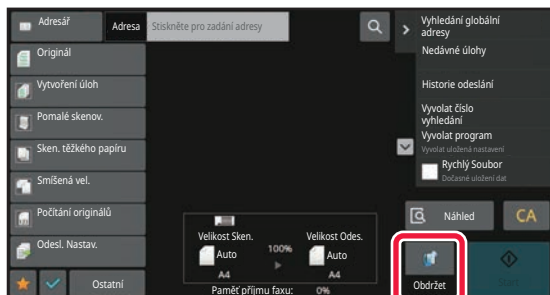 Adresář
Adresa
Stiskněte pro zadání adresy
Originál
Vytvoření úloh
Pomalé skenov.
Sken. těžkého papíru
Smíšená vel.
Počítání originálů
Odesl. Nastav.
Ostatní
Velikost Sken.
100%
Velikost Odes.
Auto
Auto
A4
A4
Paměť příjmu faxu:
0%
Vyhledání globální
adresy
Nedávné úlohy
Historie odeslání
Vyvolat číslo
vyhledání
Vyvolat program
Vyvolat uložená nastavení
Rychlý Soubor
Dočasné uložení dat
Náhled
CA
Obdržet
Start